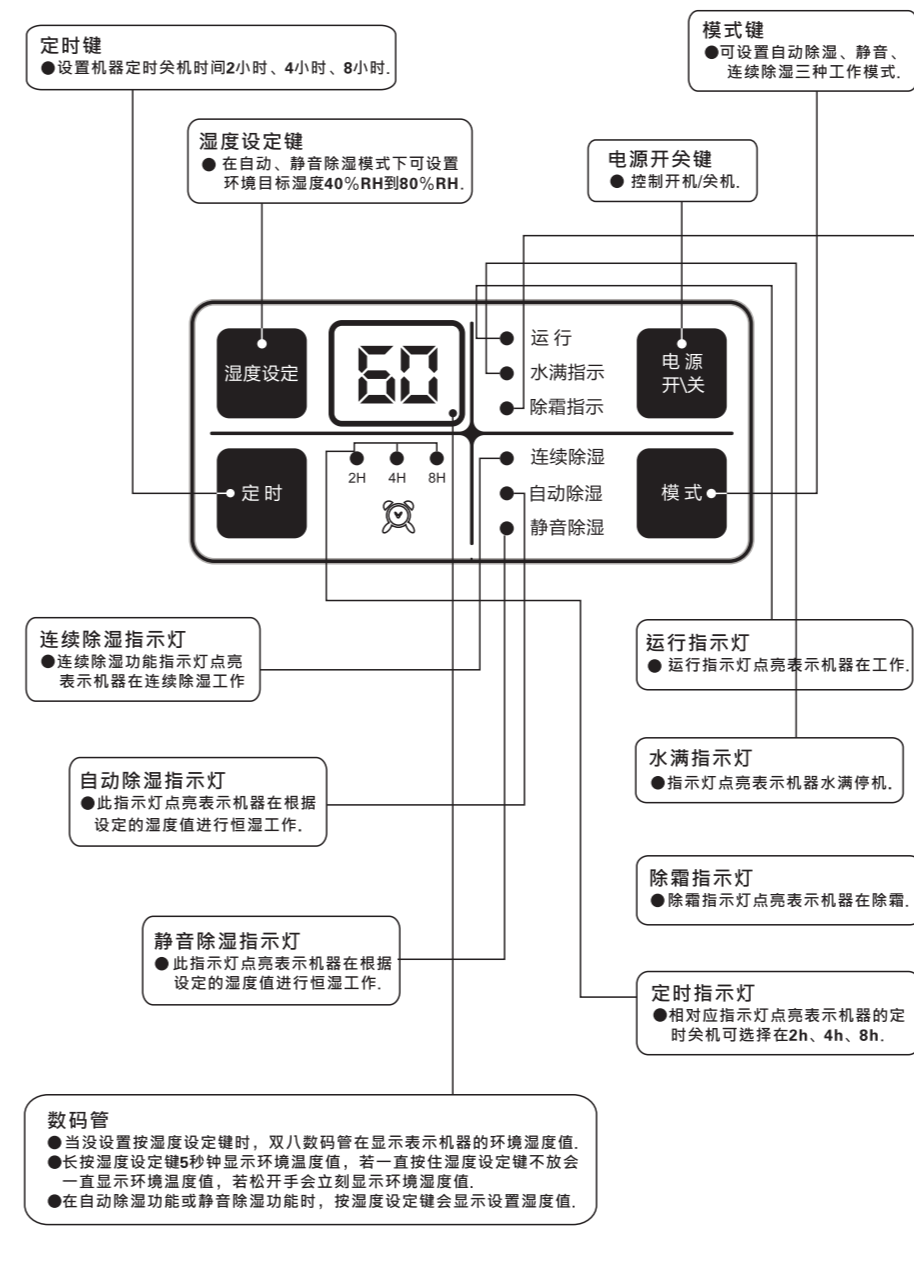 定时键
●设置机器定时关机时间2小时、4小时、8小时.
模式键
●可设置自动除湿、静音、
连续除湿三种工作模式.
湿度设定键
● 在自动、静音除湿模式下可设置
环境目标湿度40%RH到80%RH.
电源开关键
● 控制开机/关机.
湿度设定
60
运 行
水满指示
除霜指示
电 源
开\关
定 时
2H 4H 8H
连续除湿
自动除湿
静音除湿
模 式
连续除湿指示灯
●连续除湿功能指示灯点亮
表示机器在连续除湿工作
运行指示灯
● 运行指示灯点亮表示机器在工作.
自动除湿指示灯
●此指示灯点亮表示机器在根据
设定的湿度值进行恒湿工作.
水满指示灯
●指示灯点亮表示机器水满停机.
除霜指示灯
●除霜指示灯点亮表示机器在除霜.
静音除湿指示灯
● 此指示灯点亮表示机器在根据
设定的湿度值进行恒湿工作.
定时指示灯
●相对应指示灯点亮表示机器的定
时关机可选择在2h、4h、8h.
数码管
●当没设置按湿度设定键时，双八数码管在显示表示机器的环境湿度值.
●长按湿度设定键5秒钟显示环境温度值，若一直按住湿度设定键不放会
一直显示环境温度值，若松开手会立刻显示环境湿度值.
●在自动除湿功能或静音除湿功能时，按湿度设定键会显示设置湿度值.